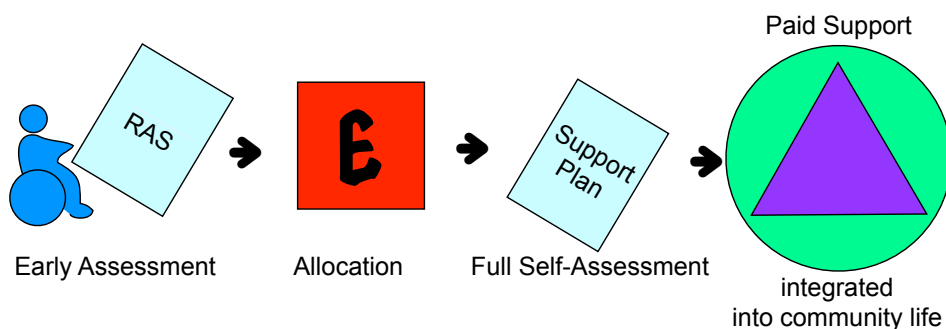 Paid Support
RAS
E
Support
Plan
Early Assessment
Allocation
Full Self-Assessment
integrated
into community life